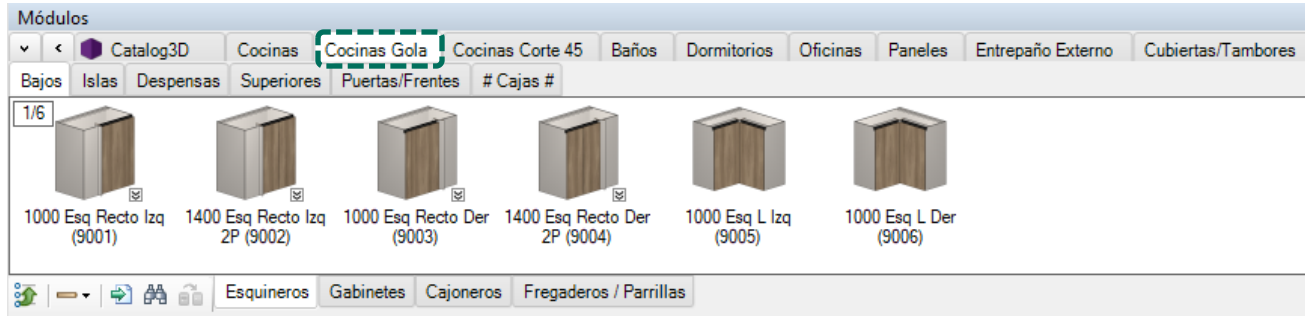 Módulos
Catalog3D Cocinas Cocinas Gola Cocinas Corte 45 Baños Dormitorios Oficinas Paneles Entrepaño Externo Cubiertas/Tambores
Bajos Islas Despensas Superiores Puertas/Frentes # Cajas #
1/6
1000 Esq Recto Izq 1400 Esq Recto Izq 1000 Esq Recto Der 1400 Esq Recto Der 1000 Esq L Izq 1000 Esq L Der
(9001) 2P (9002) (9003) 2P (9004) (9005) (9006)
Esquineros Gabinetes Cajoneros Fregaderos / Parrillas